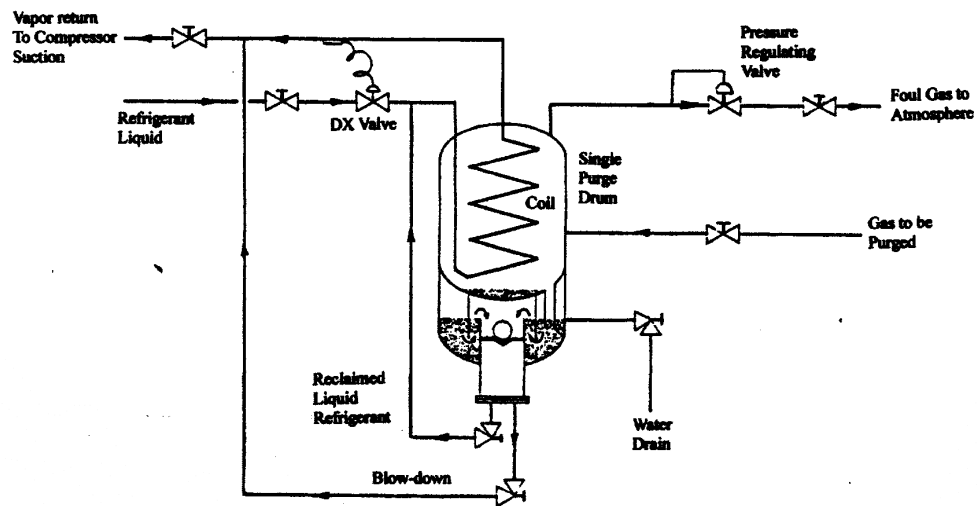 Vapor return
To Compressor
Suction
Pressure
Regulating
Valve
Refrigerant
Liquid
DX Valve
Foul Gas to
Atmosphere
Single
Purge
Drum
Coil
Gas to be
Purged
Reclaimed
Liquid
Refrigerant
Water
Drain
Blow-down